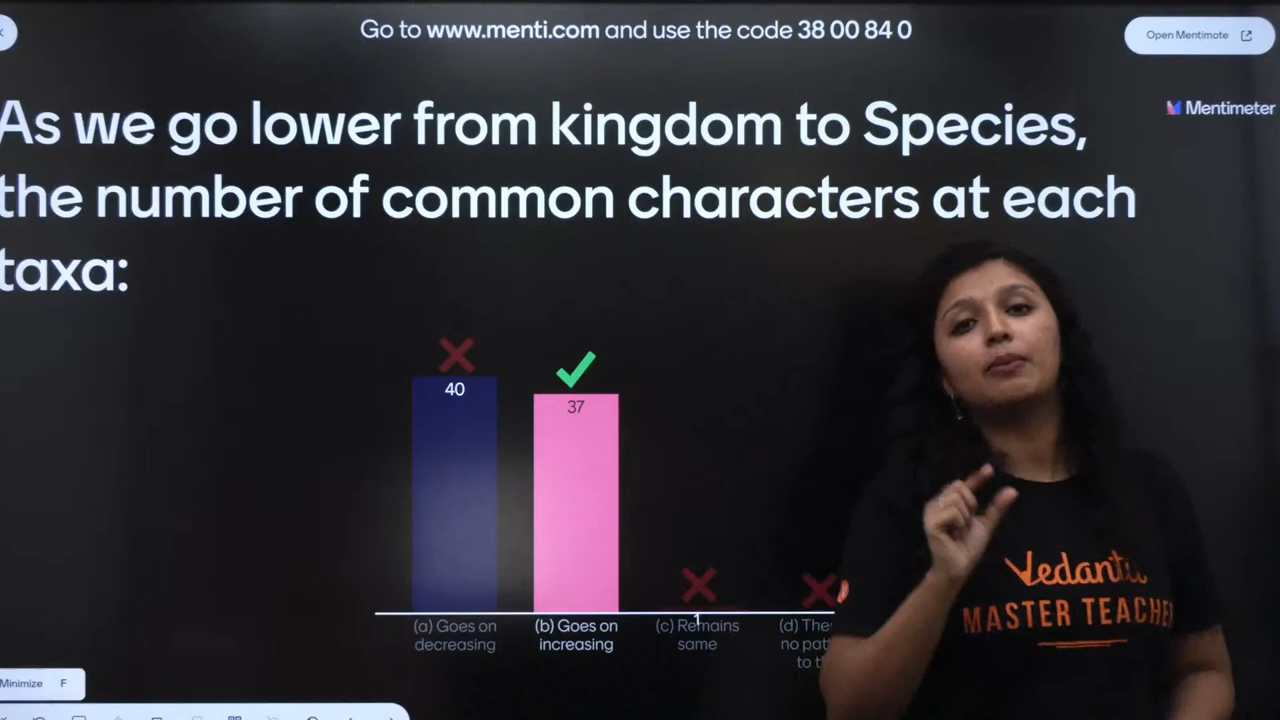 Go to www.menti.com and use the code 38 00 84 0
Open Mentimote
Mentimeter
As we go lower from kingdom to Species,
the number of common characters at each
taxa:
40
37
1
(a) Goes on
decreasing
(b) Goes on
increasing
(c) Remains
same
(d)
no
Vedantu
MASTER TEACHER
Minimize F